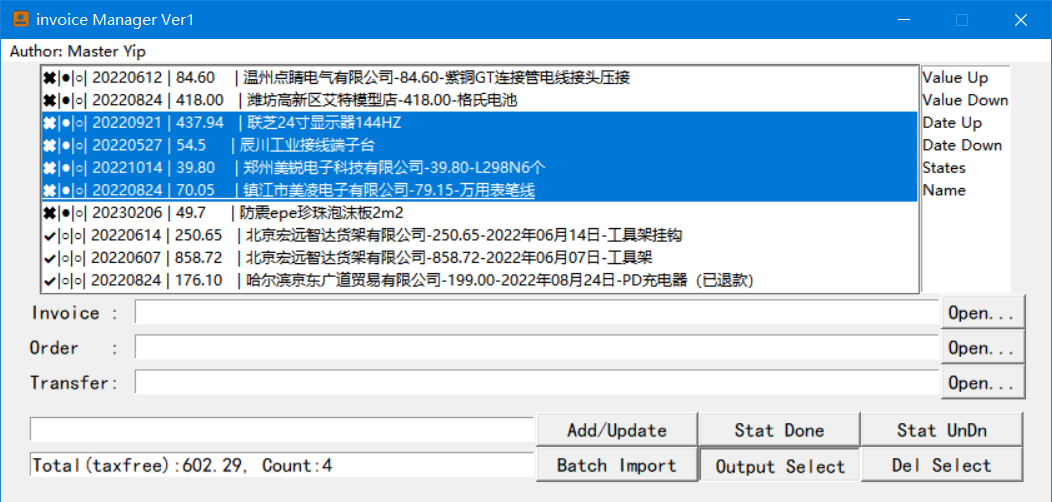 invoice Manager Ver1
Author: Master Yip
✖|●|○| 20220612 | 84.60 | 温州点睛电气有限公司-84.60-紫铜GT连接管电线接头压接
✖|●|○| 20220824 | 418.00 | 潍坊高新区艾特模型店-418.00-格氏电池
✖|●|○| 20220921 | 437.94 | 联芝24寸显示器144HZ
✖|●|○| 20220527 | 54.5 | 辰川工业接线端子台
✖|●|○| 20221014 | 39.80 | 郑州美锐电子科技有限公司-39.80-L298N6个
✖|●|○| 20220824 | 70.05 | 镇江市美凌电子有限公司-79.15-万用表笔线
✖|●|○| 20230206 | 49.7 | 防震epe珍珠泡沫板2m2
✔|○|○| 20220614 | 250.65 | 北京宏远智达货架有限公司-250.65-2022年06月14日-工具架挂钩
✔|○|○| 20220607 | 858.72 | 北京宏远智达货架有限公司-858.72-2022年06月07日-工具架
✔|○|○| 20220824 | 176.10 | 哈尔滨京东广道贸易有限公司-199.00-2022年08月24日-PD充电器（已退款）
Value Up
Value Down
Date Up
Date Down
States
Name
Invoice : Open...
Order : Open...
Transfer: Open...
Add/Update Stat Done Stat UnDn
Total(taxfree):602.29, Count:4 Batch Import Output Select Del Select